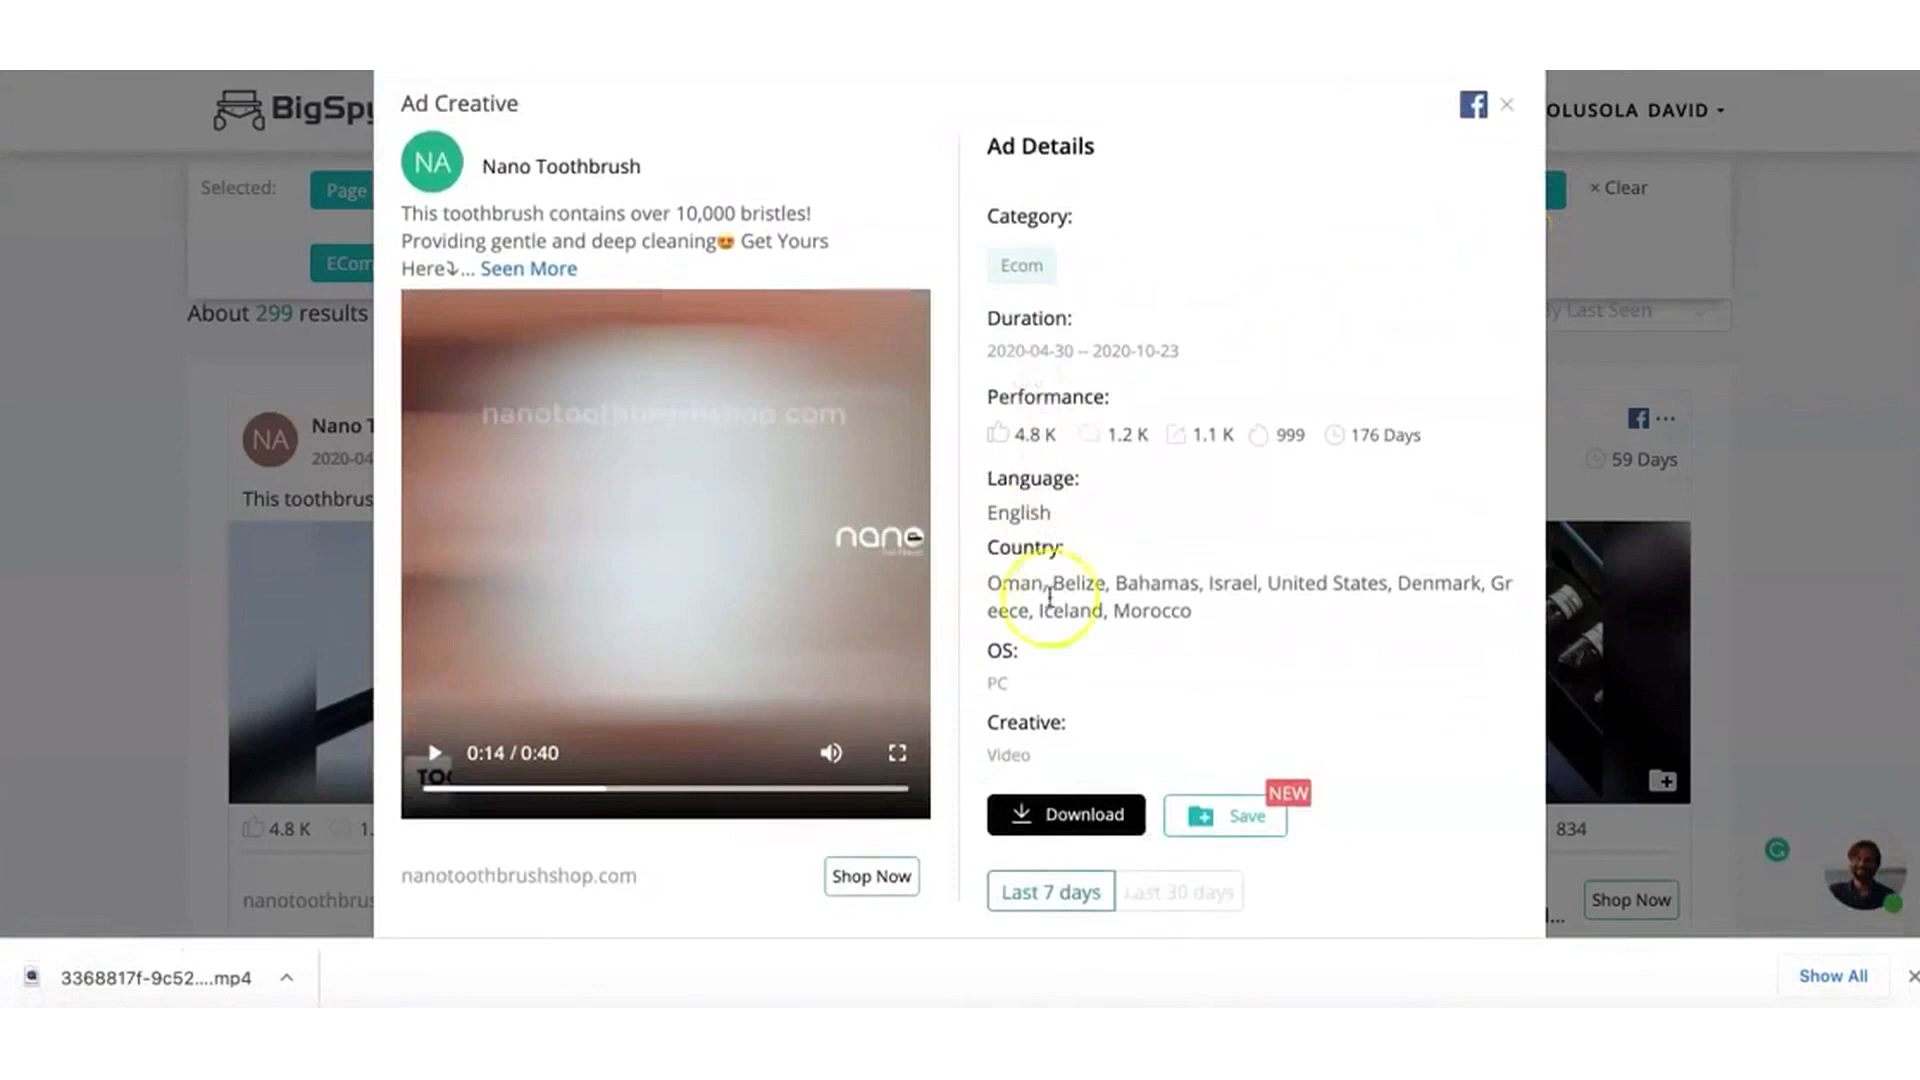 BigSpy
OLUSOLA DAVID
Selected:
Page
ECom
× Clear
About 299 results
y Last Seen
Ad Creative
NA
Nano Toothbrush
This toothbrush contains over 10,000 bristles!
Providing gentle and deep cleaning😍 Get Yours
Here⤵... Seen More
nano
0:14 / 0:40
nanotoothbrushshop.com
Shop Now
Ad Details
Category:
Ecom
Duration:
2020-04-30 -- 2020-10-23
Performance:
4.8 K 1.2 K 1.1 K 999 176 Days
Language:
English
Country:
Oman, Belize, Bahamas, Israel, United States, Denmark, Gr
eece, Iceland, Morocco
OS:
PC
Creative:
Video
Download
Save
NEW
Last 7 days
Last 30 days
NA
Nano T
2020-04
This toothbrus
4.8 K 1.
nanotoothbrus
59 Days
834
...
Shop Now
3368817f-9c52....mp4
Show All